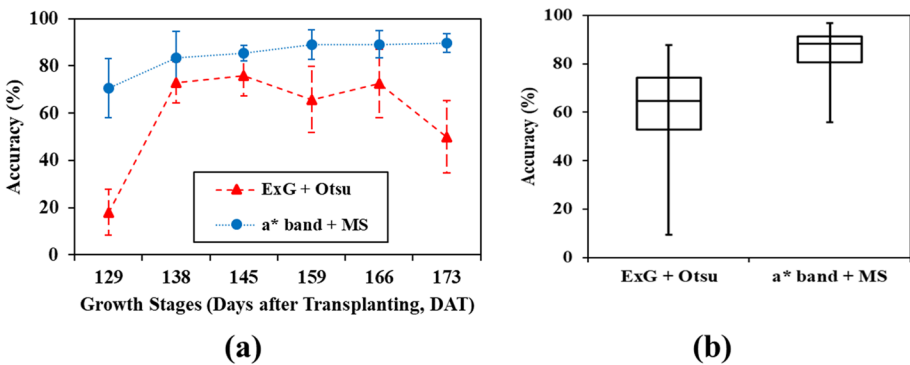 100
80
60
40
20
0
Accuracy (%)
ExG + Otsu
a* band + MS
129 138 145 159 166 173
Growth Stages (Days after Transplanting, DAT)
(a)
100
80
60
40
20
0
Accuracy (%)
ExG + Otsu a* band + MS
(b)